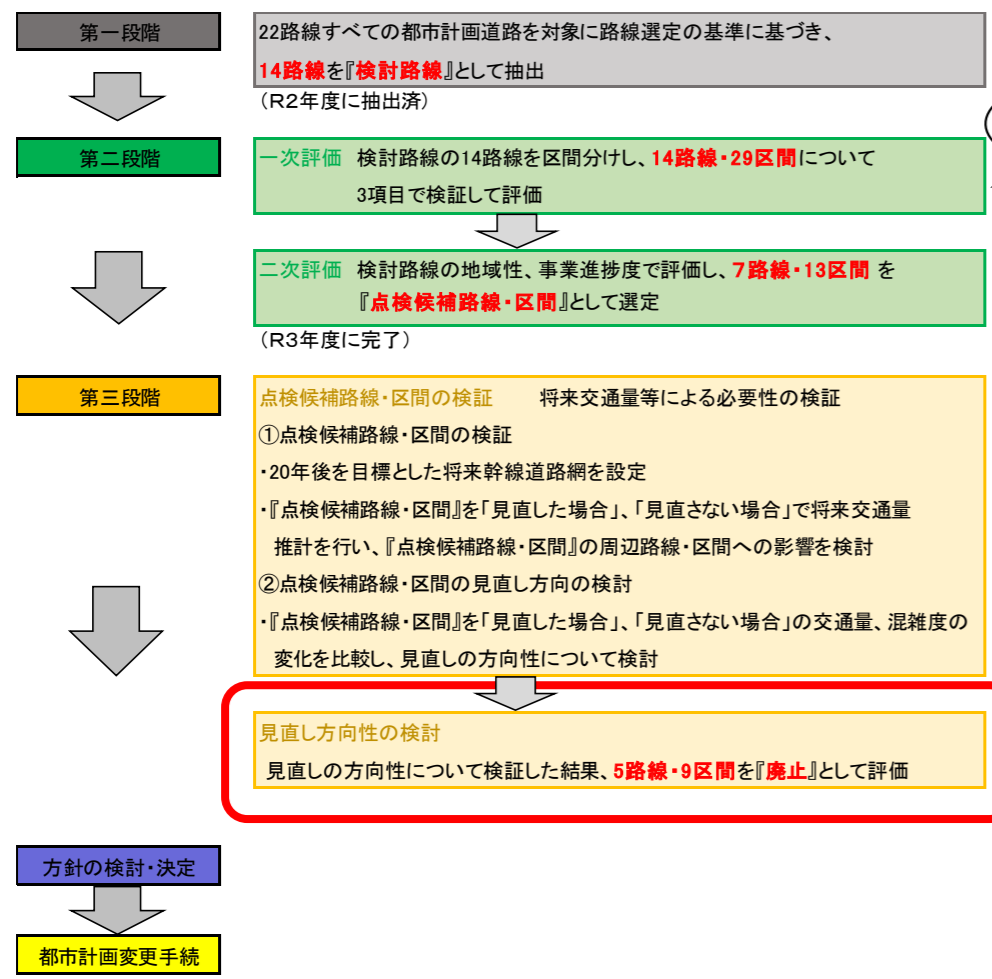 第一段階
22路線すべての都市計画道路を対象に路線選定の基準に基づき、
14路線を『検討路線』として抽出
(R2年度に抽出済)
第二段階
一次評価 検討路線の14路線を区間分けし、14路線・29区間について
3項目で検証して評価
二次評価 検討路線の地域性、事業進捗度で評価し、7路線・13区間 を
『点検候補路線・区間』として選定
(R3年度に完了)
第三段階
点検候補路線・区間の検証 将来交通量等による必要性の検証
①点検候補路線・区間の検証
・20年後を目標とした将来幹線道路網を設定
・『点検候補路線・区間』を「見直した場合」、「見直さない場合」で将来交通量
推計を行い、『点検候補路線・区間』の周辺路線・区間への影響を検討
②点検候補路線・区間の見直し方向の検討
・『点検候補路線・区間』を「見直した場合」、「見直さない場合」の交通量、混雑度の
変化を比較し、見直しの方向性について検討
見直し方向性の検討
見直しの方向性について検証した結果、5路線・9区間を『廃止』として評価
方針の検討・決定
都市計画変更手続